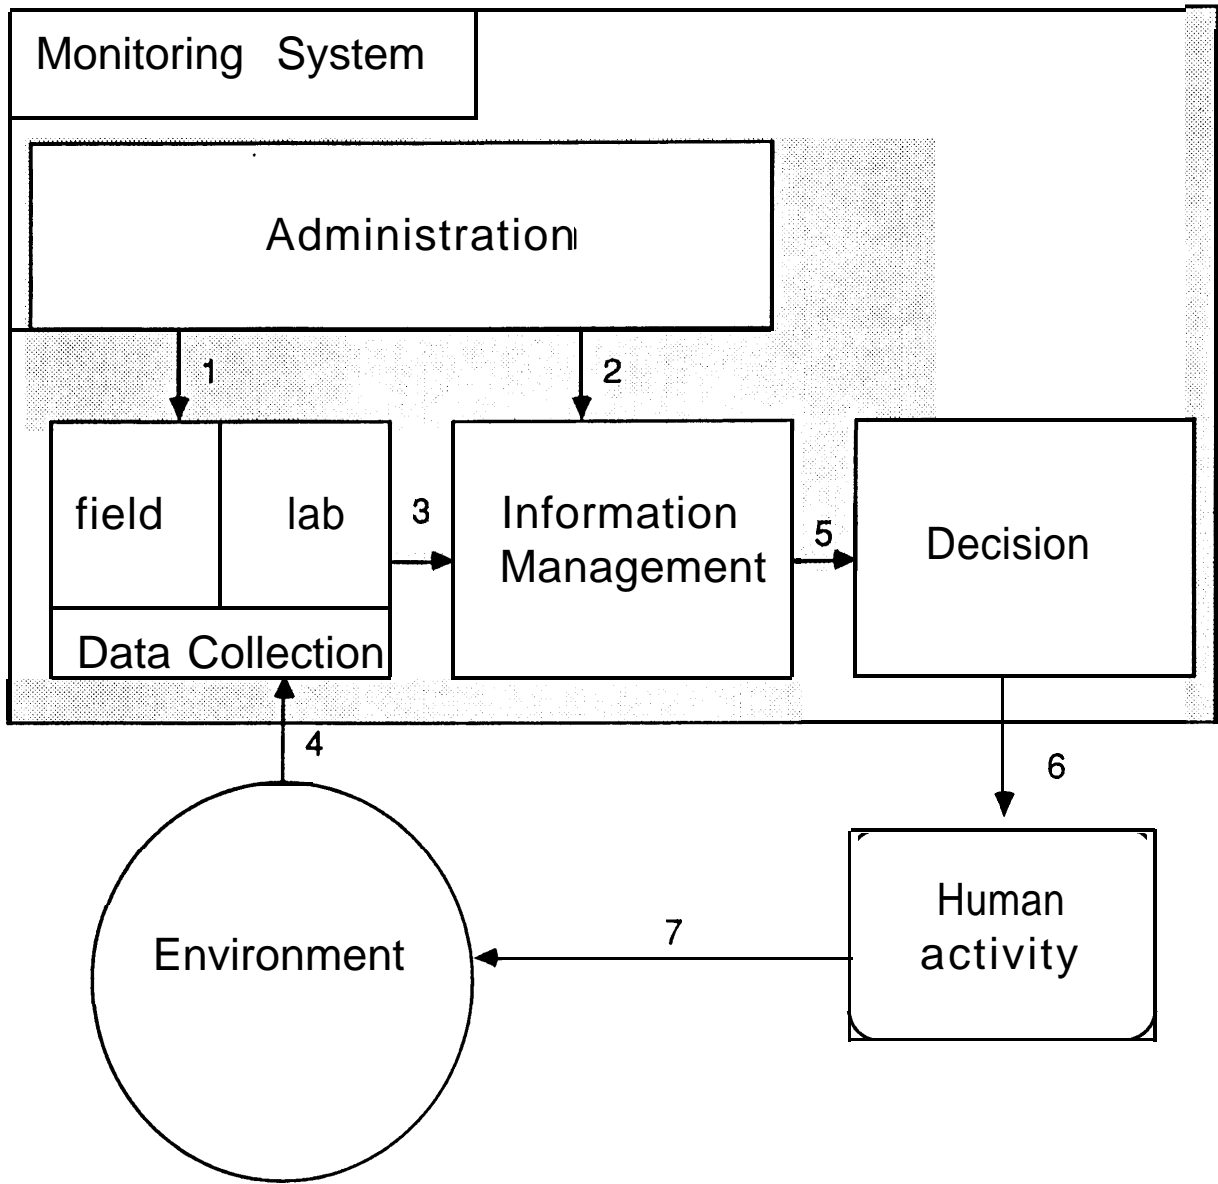 Monitoring System
Administration
1
2
field
lab
3
Information
Management
5
Decision
Data Collection
4
6
Human
activity
7
Environment